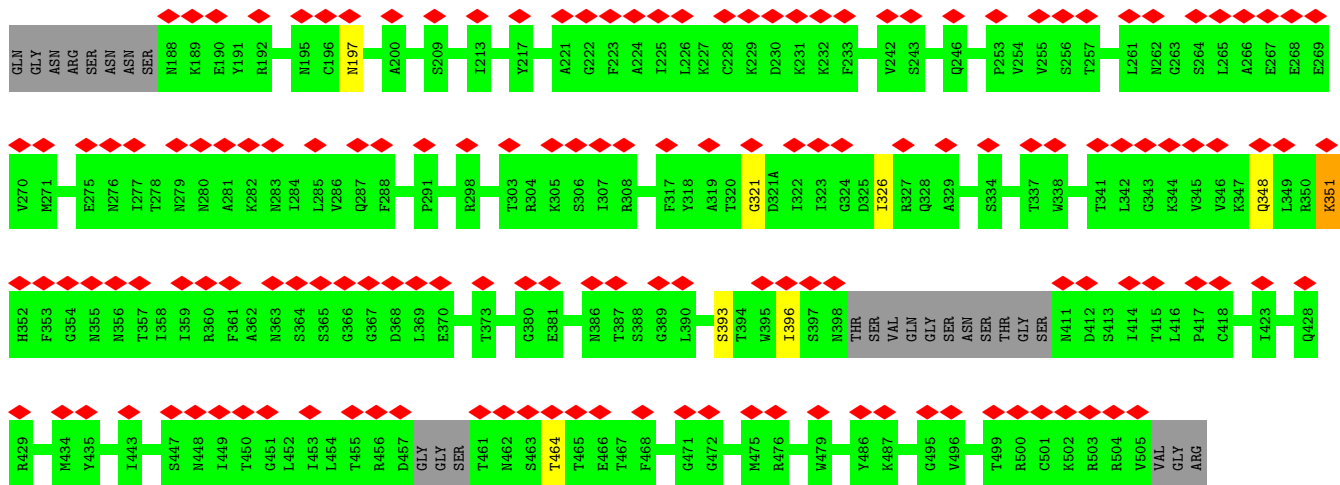 GLN GLY ASN ARG SER ASN ASN SER N188 K189 E190 Y191 R192 N195 C196 N197 A200 S209 I213 Y217 A221 G222 F223 A224 I225 L226 K227 C228 K229 D230 K231 K232 F233 V242 S243 Q246 P253 V254 V255 S256 T257 L261 N262 G263 S264 L265 A266 E267 E268 E269
V270 M271 E275 N276 I277 T278 N279 N280 A281 K282 N283 I284 L285 V286 Q287 F288 P291 R298 T303 R304 K305 S306 I307 R308 F317 Y318 A319 T320 G321 D321A I322 I323 G324 D325 I326 R327 Q328 A329 S334 T337 W338 T341 L342 G343 K344 V345 V346 K347 Q348 L349 R350 K351
H352 F353 G354 N355 N356 T357 I358 I359 R360 F361 A362 N363 S364 S365 G366 G367 D368 L369 E370 T373 G380 E381 N386 T387 S388 G389 L390 S393 T394 W395 I396 S397 N398 THR SER VAL GLN GLY SER ASN SER THR GLY SER N411 D412 S413 I414 T415 L416 P417 C418 I423 Q428
R429 M434 Y435 I443 S447 N448 I449 T450 G451 L452 I453 L454 T455 R456 D457 GLY GLY SER T461 N462 S463 T464 T465 E466 T467 F468 G471 G472 M475 R476 W479 Y486 K487 G495 V496 T499 R500 C501 K502 R503 R504 V505 VAL GLY ARG